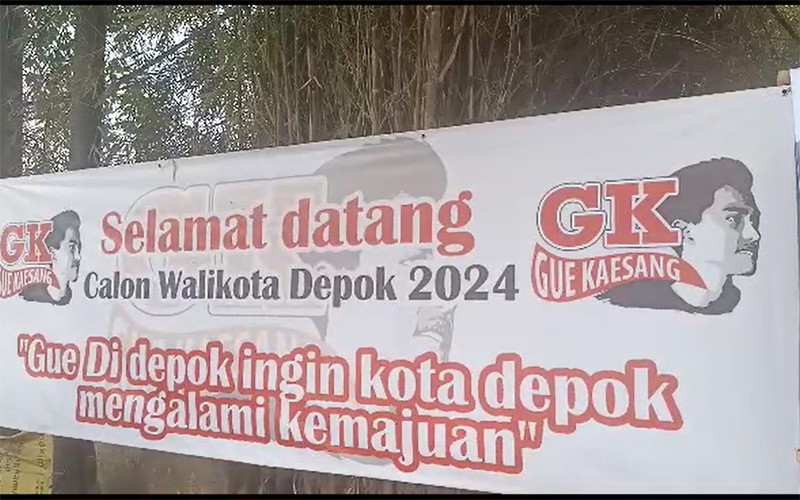 GK
GUE KAESANG
Selamat datang
Calon Walikota Depok 2024
GK
GUE KAESANG
"Gue Di depok ingin kota depok
mengalami kemajuan"